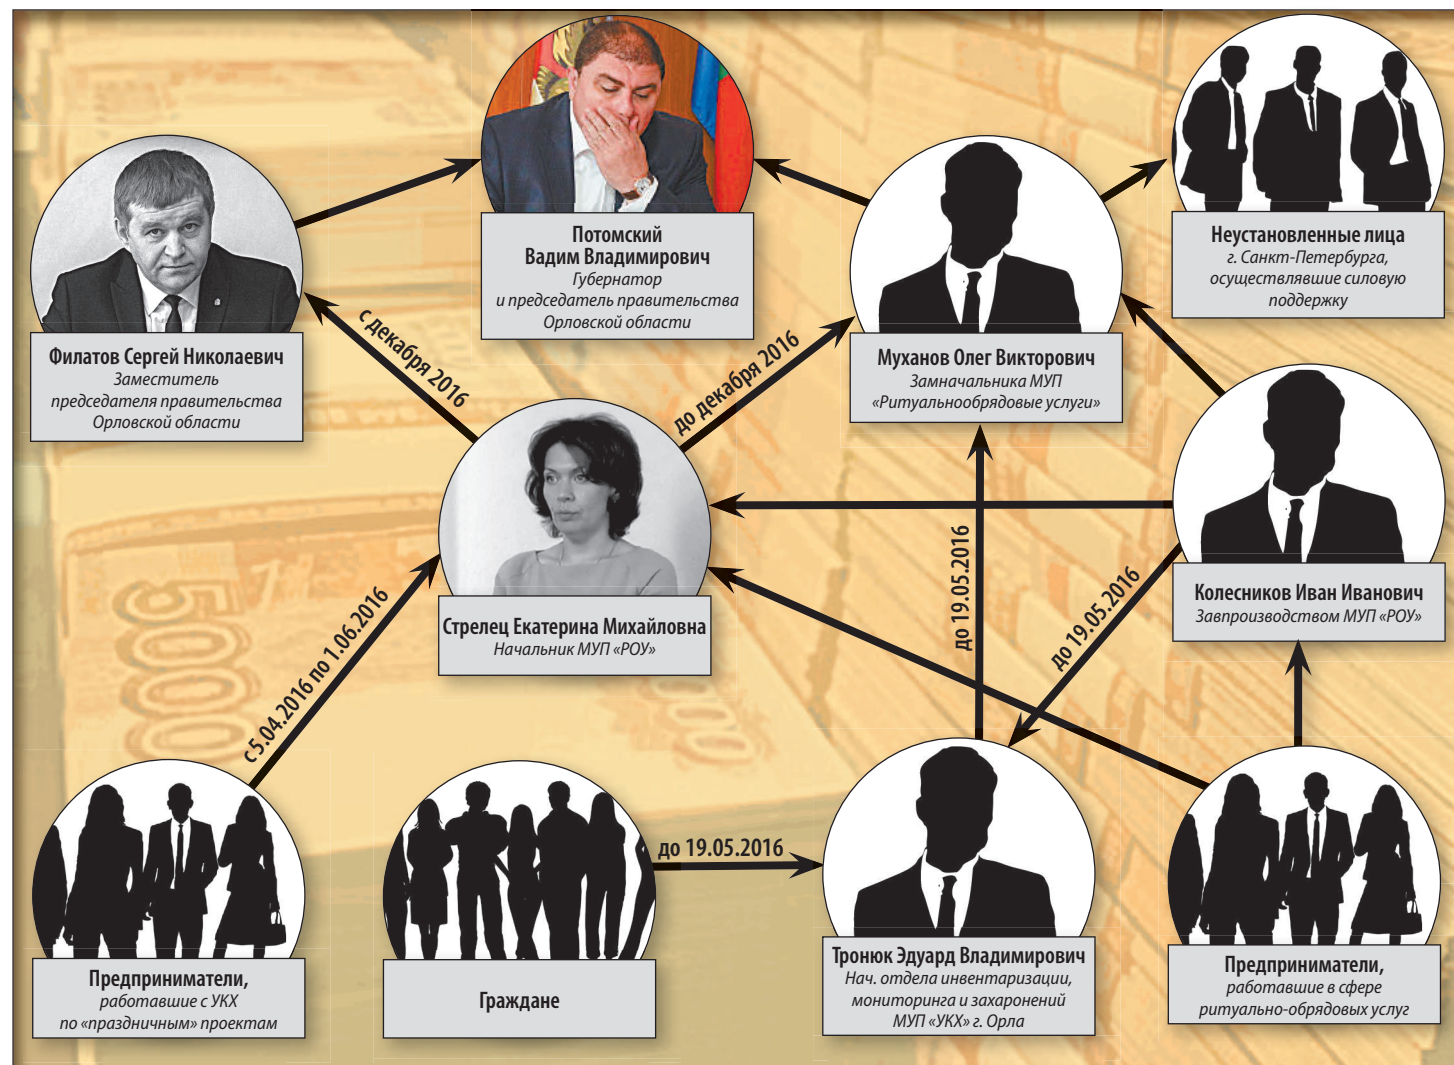 Потомский
Вадим Владимирович
Губернатор
и председатель правительства
Орловской области
Неустановленные лица
г. Санкт-Петербурга,
осуществлявшие силовую
поддержку
Филатов Сергей Николаевич
Заместитель
председателя правительства
Орловской области
Муханов Олег Викторович
Замначальника МУП
«Ритуальнообрядовые услуги»
с декабря 2016
до декабря 2016
Стрелец Екатерина Михайловна
Начальник МУП «РОУ»
Колесников Иван Иванович
Завпроизводством МУП «РОУ»
до 19.05.2016
до 19.05.2016
с 5.04.2016 по 1.06.2016
5000
до 19.05.2016
Предприниматели,
работавшие с УКХ
по «праздничным» проектам
Граждане
Тронюк Эдуард Владимирович
Нач. отдела инвентаризации,
мониторинга и захаронений
МУП «УКХ» г. Орла
Предприниматели,
работавшие в сфере
ритуально-обрядовых услуг